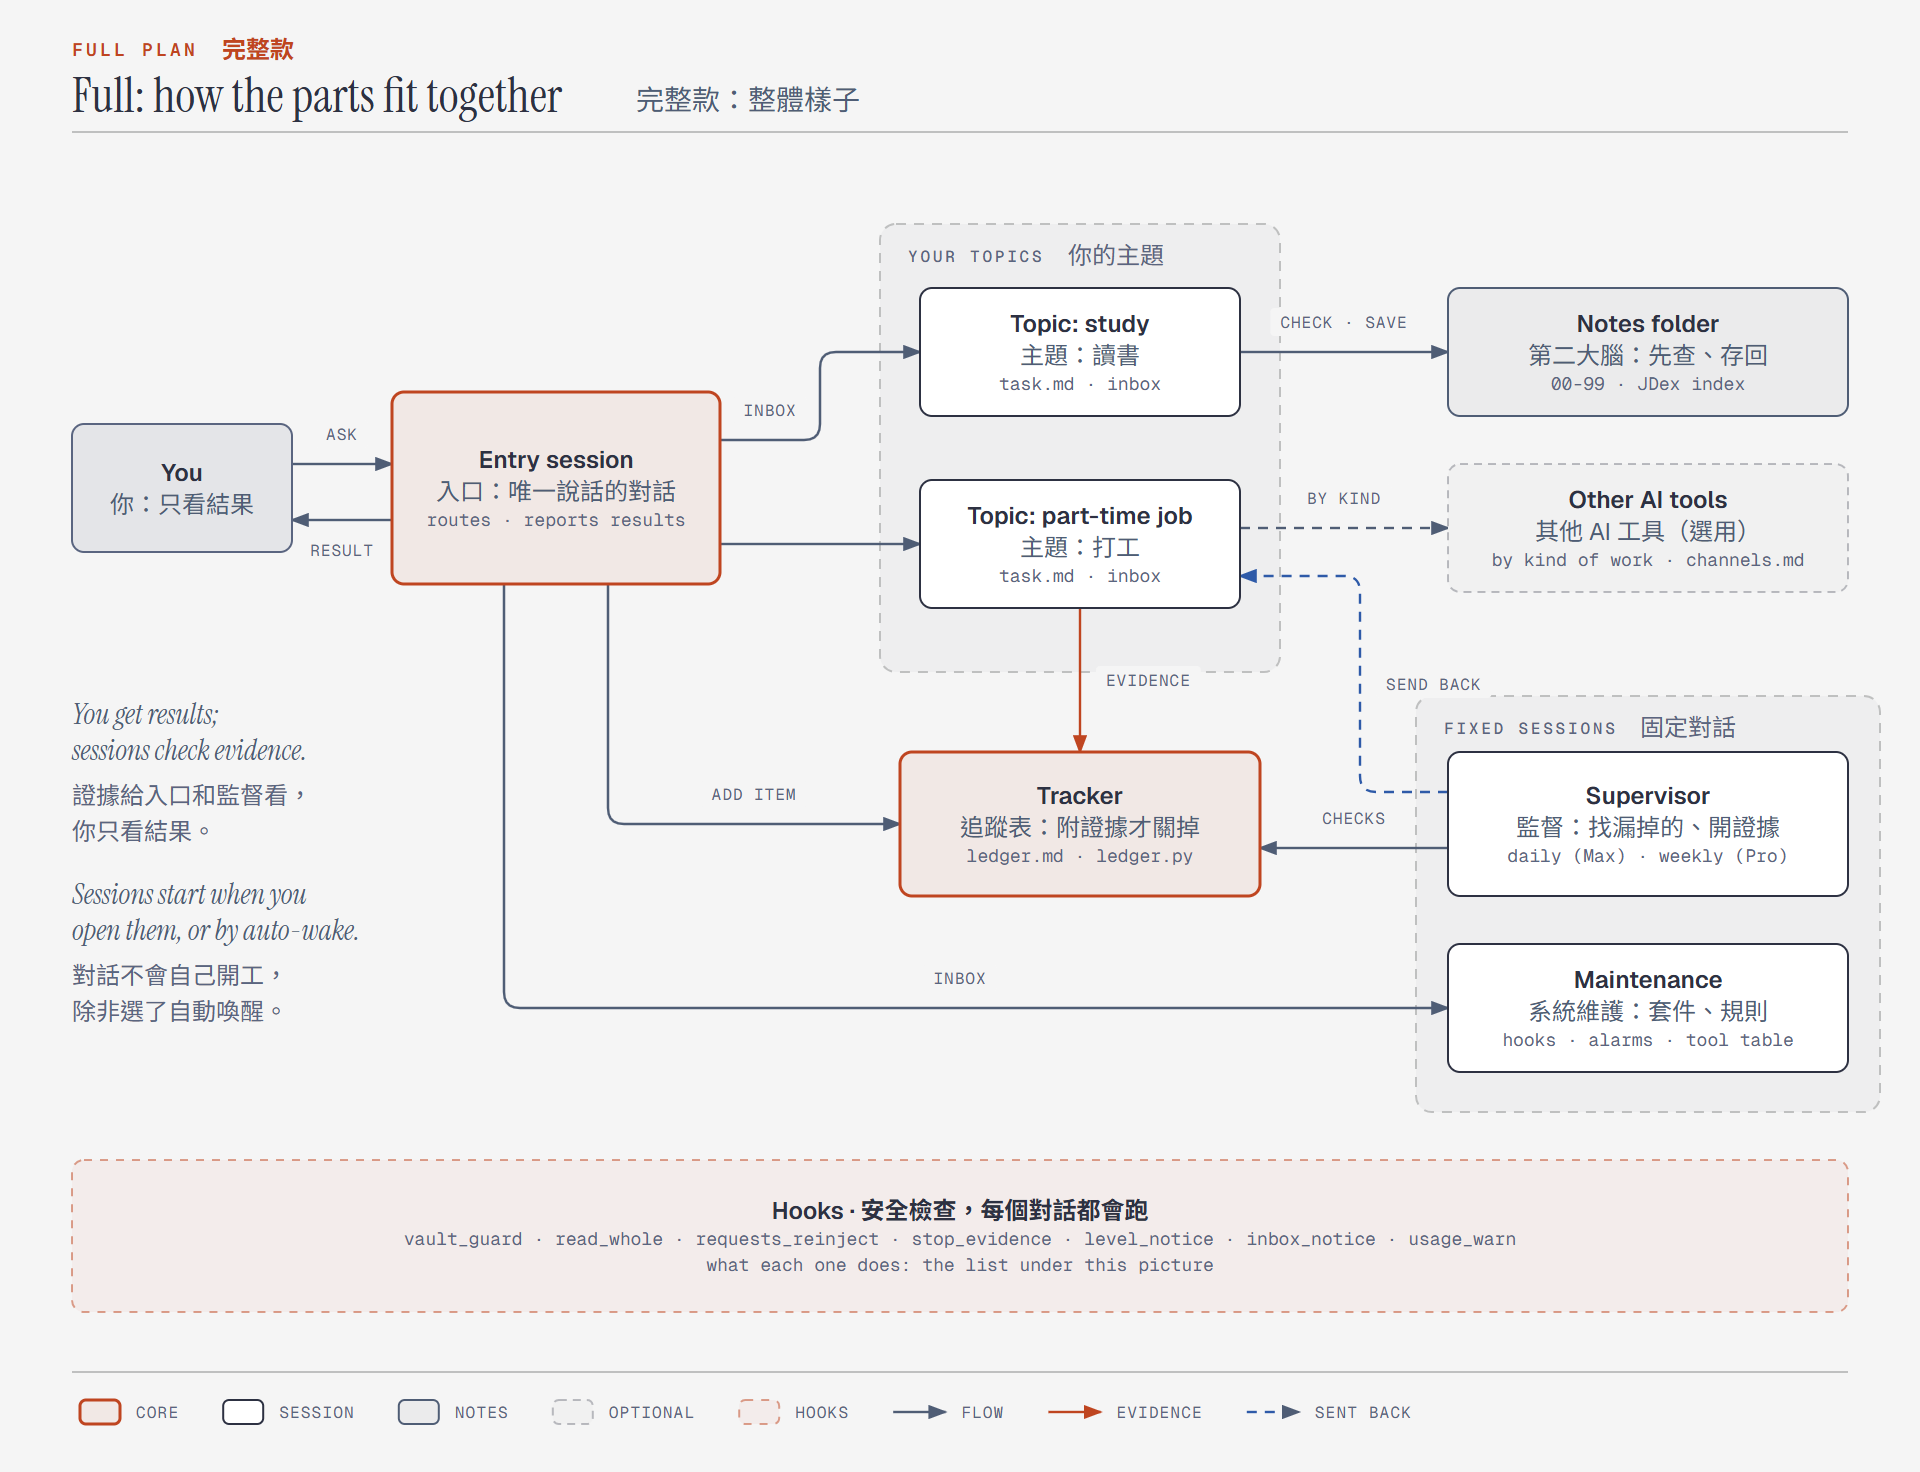 FULL PLAN 完整款
Full: how the parts fit together 完整款：整體樣子
YOUR TOPICS 你的主題
Topic: study
主題：讀書
task.md · inbox
CHECK · SAVE
Notes folder
第二大腦：先查、存回
00-99 · JDex index
INBOX
ASK
You
你：只看結果
RESULT
Entry session
入口：唯一說話的對話
routes · reports results
Topic: part-time job
主題：打工
task.md · inbox
BY KIND
Other AI tools
其他 AI 工具（選用）
by kind of work · channels.md
EVIDENCE
SEND BACK
You get results;
sessions check evidence.
證據給入口和監督看，
你只看結果。
Sessions start when you
open them, or by auto-wake.
對話不會自己開工，
除非選了自動喚醒。
ADD ITEM
Tracker
追蹤表：附證據才關掉
ledger.md · ledger.py
CHECKS
FIXED SESSIONS 固定對話
Supervisor
監督：找漏掉的、開證據
daily (Max) · weekly (Pro)
INBOX
Maintenance
系統維護：套件、規則
hooks · alarms · tool table
Hooks · 安全檢查，每個對話都會跑
vault_guard · read_whole · requests_reinject · stop_evidence · level_notice · inbox_notice · usage_warn
what each one does: the list under this picture
CORE SESSION NOTES OPTIONAL HOOKS FLOW EVIDENCE SENT BACK